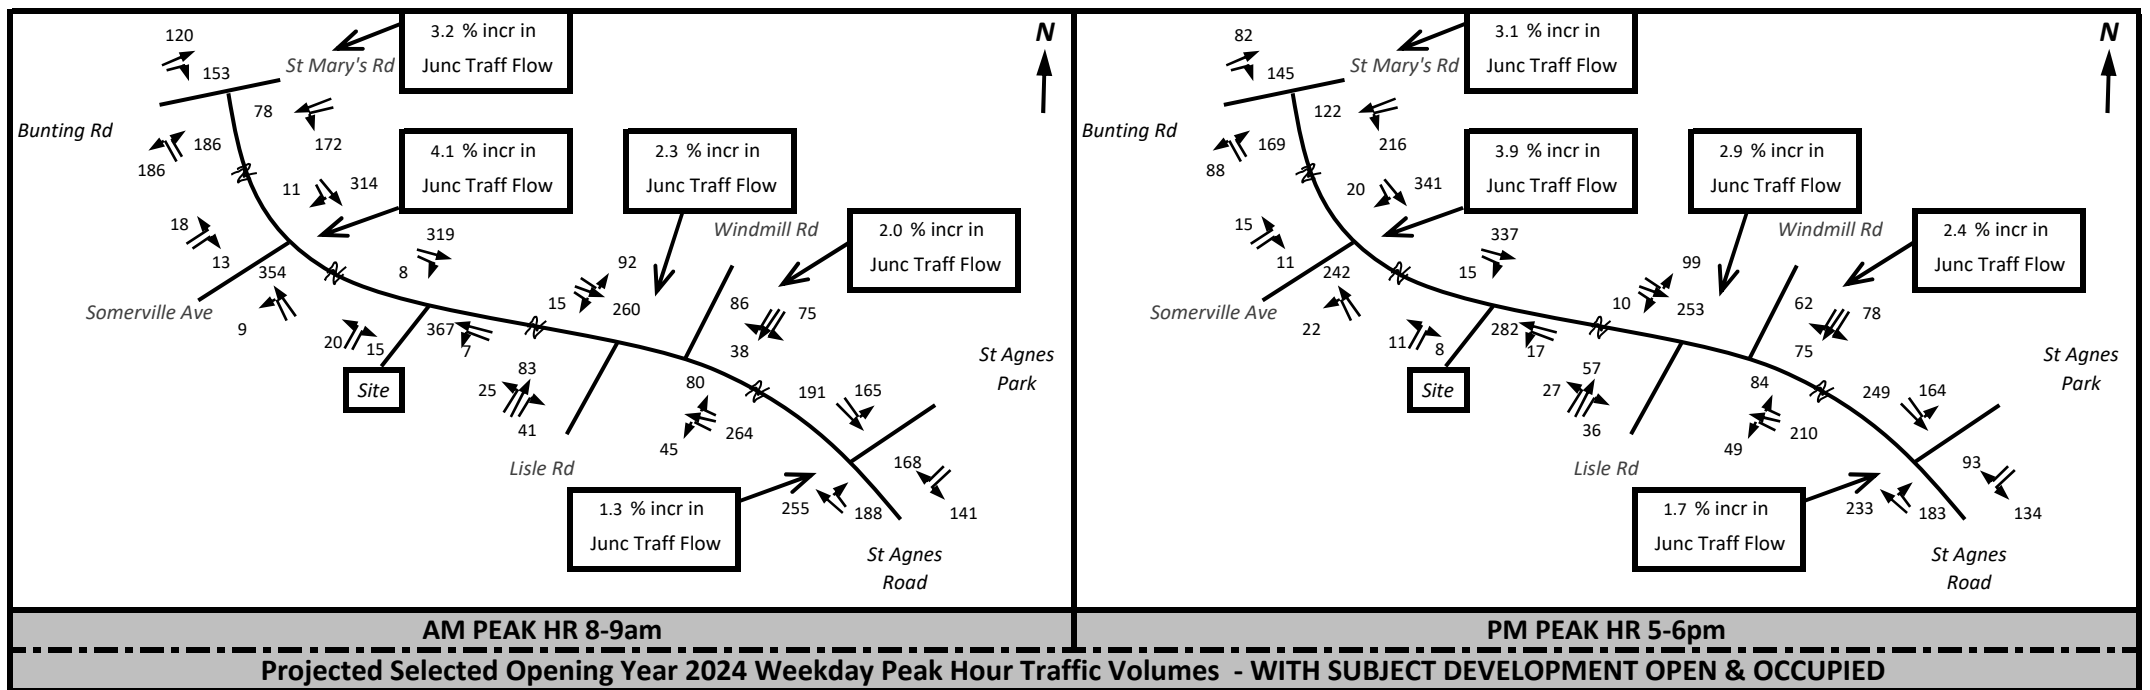 3.2 % incr in
Junc Traff Flow
N
120
153
St Mary's Rd
78
172
Bunting Rd
186
186
4.1 % incr in
Junc Traff Flow
2.3 % incr in
Junc Traff Flow
11
314
18
13
354
9
Somerville Ave
319
8
Windmill Rd
2.0 % incr in
Junc Traff Flow
92
15
260
86
75
38
20
15
367
7
Site
83
25
41
Lisle Rd
80
45
264
191
165
St Agnes
Park
168
141
1.3 % incr in
Junc Traff Flow
255
188
St Agnes
Road
3.1 % incr in
Junc Traff Flow
N
82
145
St Mary's Rd
122
216
Bunting Rd
169
88
3.9 % incr in
Junc Traff Flow
2.9 % incr in
Junc Traff Flow
20
341
15
11
242
22
Somerville Ave
337
15
Windmill Rd
2.4 % incr in
Junc Traff Flow
99
10
253
62
78
75
11
8
282
17
Site
57
27
36
Lisle Rd
84
49
210
249
164
St Agnes
Park
93
134
1.7 % incr in
Junc Traff Flow
233
183
St Agnes
Road
AM PEAK HR 8-9am
PM PEAK HR 5-6pm
Projected Selected Opening Year 2024 Weekday Peak Hour Traffic Volumes - WITH SUBJECT DEVELOPMENT OPEN & OCCUPIED